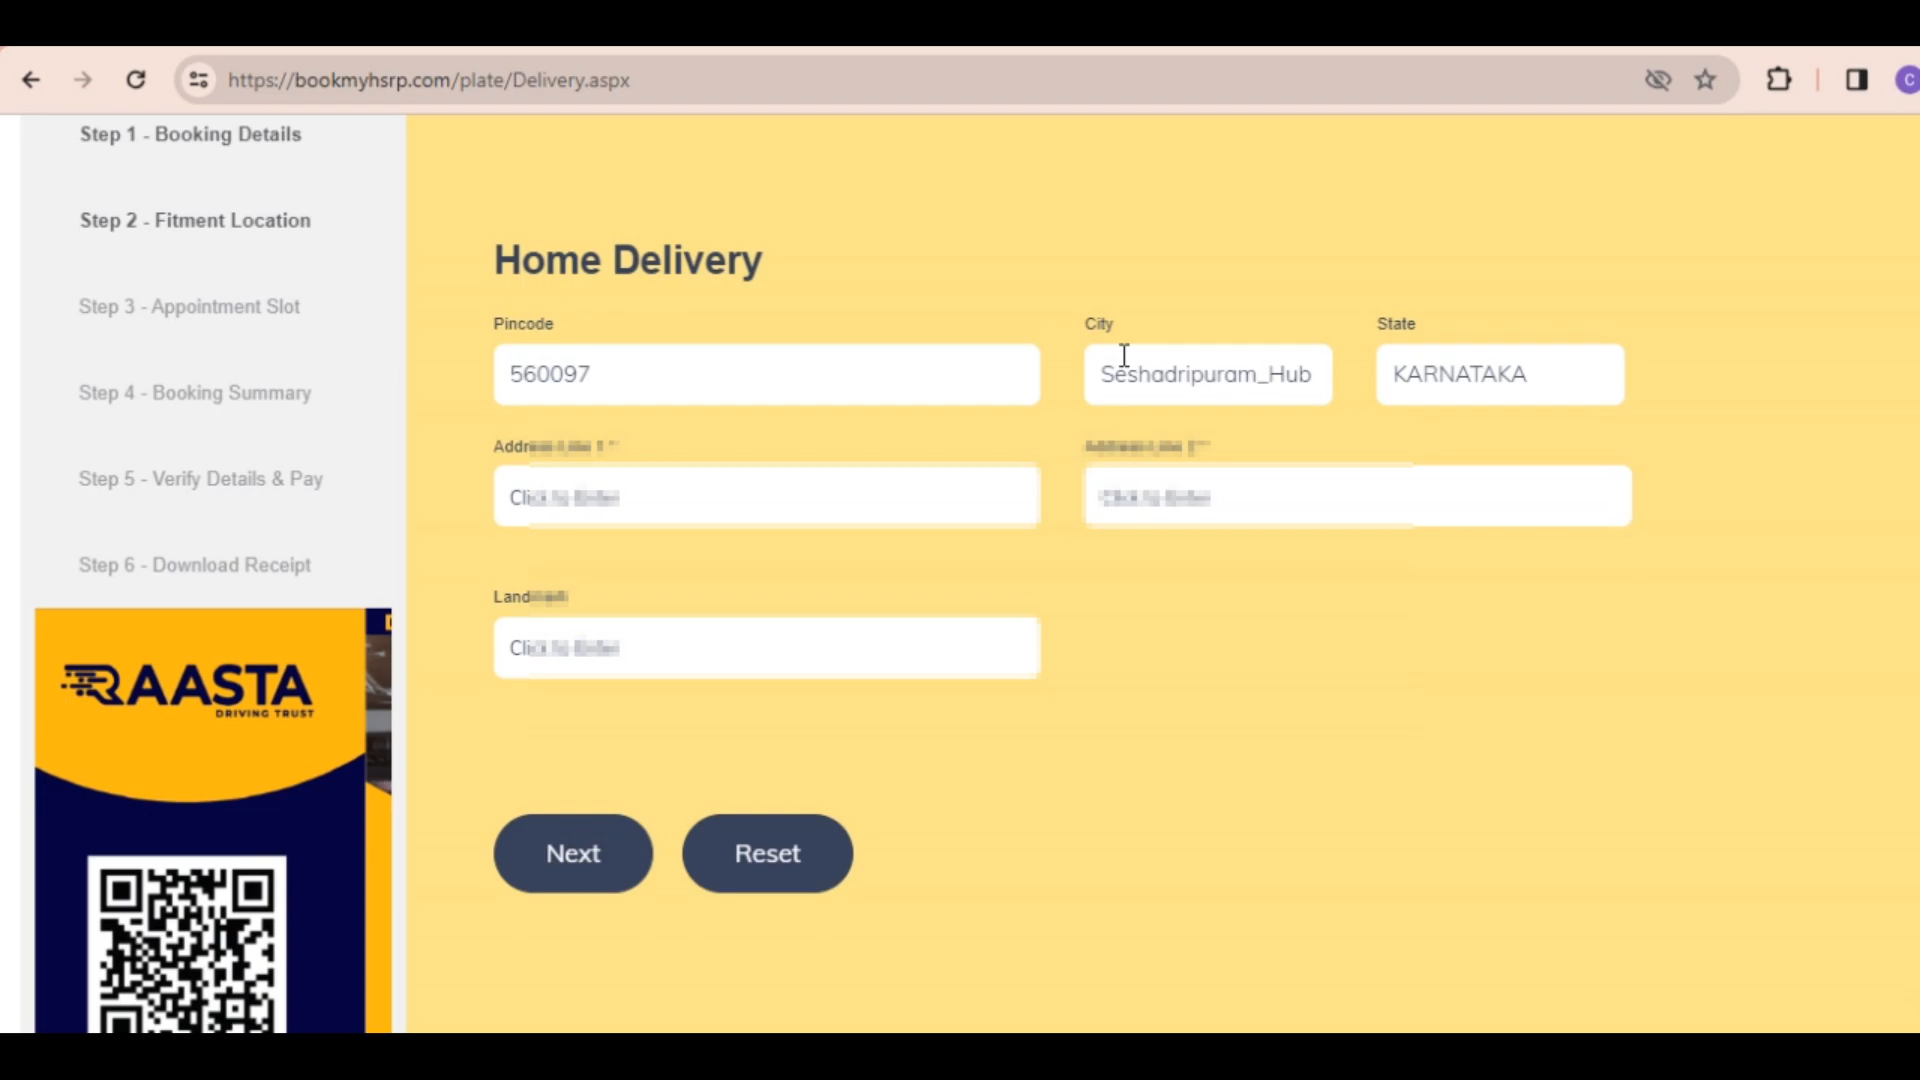 https://bookmyhsrp.com/plate/Delivery.aspx
C
Step 1 - Booking Details
Step 2 - Fitment Location
Step 3 - Appointment Slot
Step 4 - Booking Summary
Step 5 - Verify Details & Pay
Step 6 - Download Receipt
RAASTA
DRIVING TRUST
Home Delivery
Pincode City State
560097 Seshadripuram_Hub KARNATAKA
Next Reset